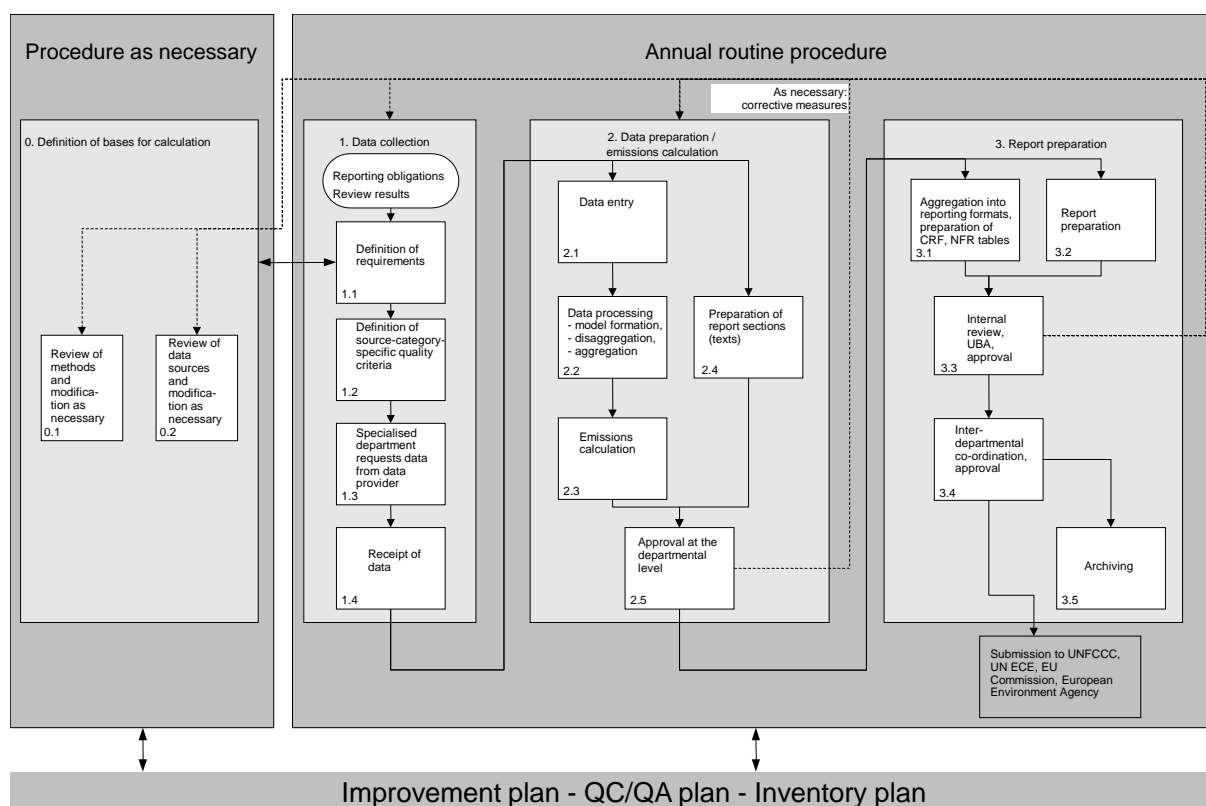 Procedure as necessary
Annual routine procedure
As necessary:
corrective measures
0. Definition of bases for calculation
Review of
methods
and
modifica-
tion as
necessary
0.1
Review of
data
sources
and
modifica-
tion as
necessary
0.2
1. Data collection
Reporting obligations
Review results
Definition of
requirements
1.1
Definition of
source-category-
specific quality
criteria
1.2
Specialised
department
requests data
from data
provider
1.3
Receipt of
data
1.4
2. Data preparation /
emissions calculation
Data entry
2.1
Data processing
- model formation,
- disaggregation,
- aggregation
2.2
Preparation of
report sections
(texts)
2.4
Emissions
calculation
2.3
Approval at the
departmental
level
2.5
3. Report preparation
Aggregation into
reporting formats,
preparation of
CRF, NFR tables
3.1
Report
preparation
3.2
Internal
review,
UBA,
approval
3.3
Inter-
departmental
co-ordination,
approval
3.4
Archiving
3.5
Submission to UNFCCC,
UN ECE, EU
Commission, European
Environment Agency
Improvement plan - QC/QA plan - Inventory plan